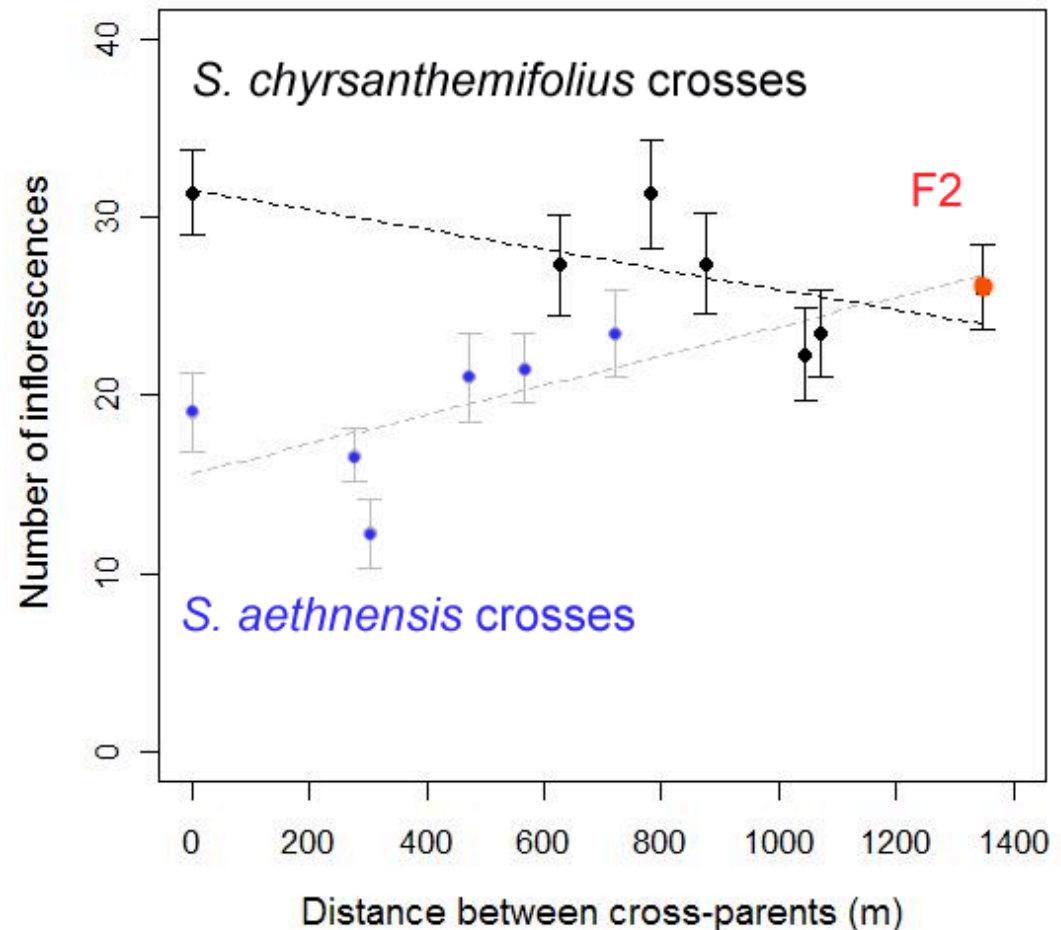 40
S. chyrsanthemifolius crosses
F2
30
Number of inflorescences
20
10
S. aethnensis crosses
0
0 200 400 600 800 1000 1200 1400
Distance between cross-parents (m)